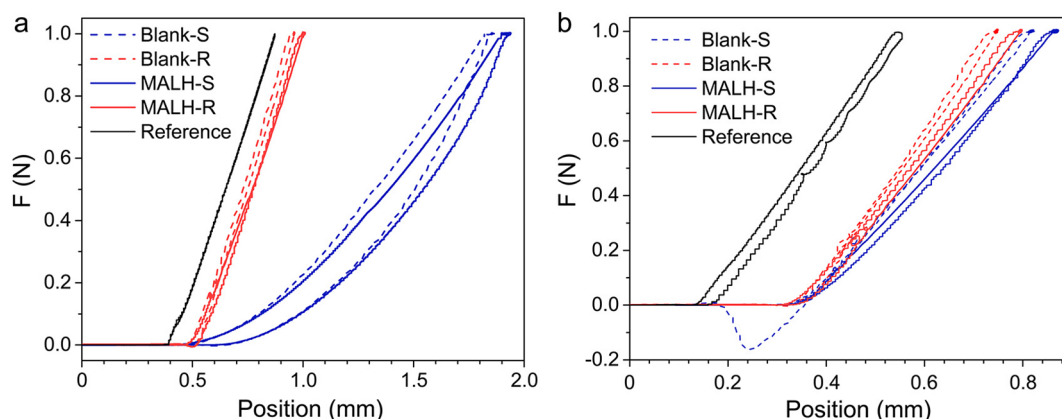 a
1.0
0.8
0.6
0.4
0.2
0.0
F (N)
Blank-S
Blank-R
MALH-S
MALH-R
Reference
0
0.5
1.0
1.5
2.0
Position (mm)
b
1.0
0.8
0.6
0.4
0.2
0.0
-0.2
F (N)
Blank-S
Blank-R
MALH-S
MALH-R
Reference
0
0.2
0.4
0.6
0.8
Position (mm)